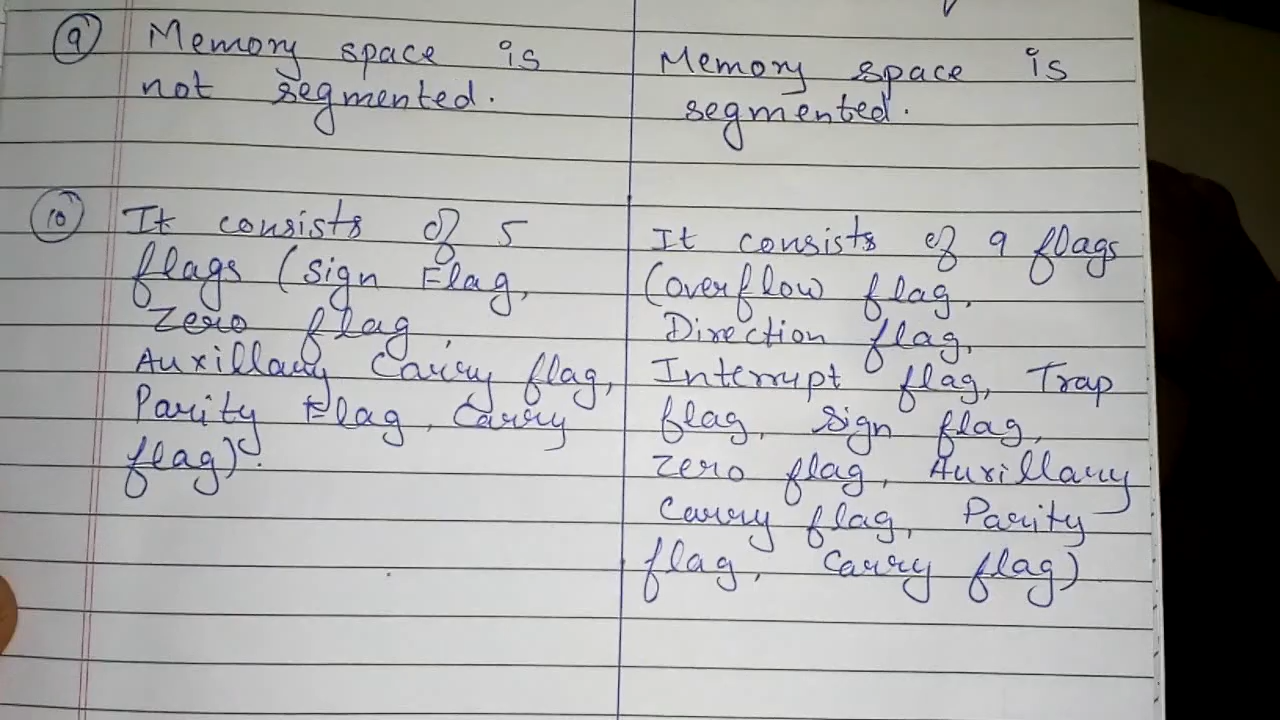 9 Memory space is
not segmented.
Memory space is
segmented.
10 It consists of 5
flags (Sign Flag,
Zero flag,
Auxillary Carry flag,
Parity Flag, Carry
flag).
It consists of 9 flags
(overflow flag,
Direction flag,
Interrupt flag, Trap
flag, sign flag,
zero flag, Auxillary
Carry flag, Parity
flag, Carry flag)